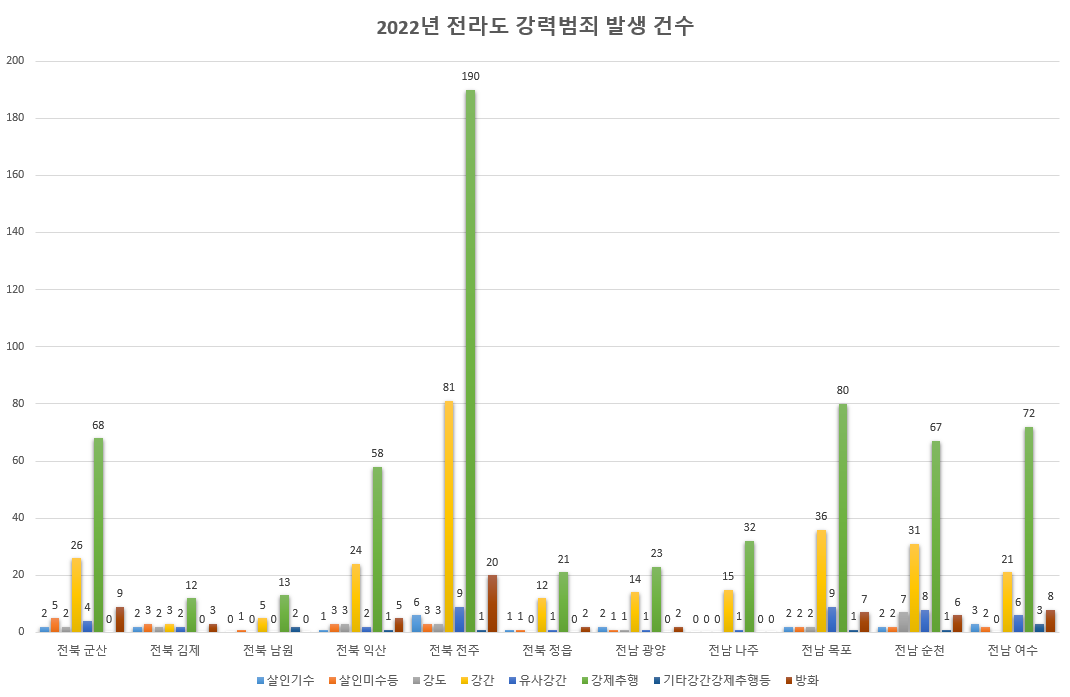 2022년 전라도 강력범죄 발생 건수
200
180
160
140
120
100
80
60
40
20
0
2 5 2 26 4 68 0 9
2 3 2 3 2 12 0 3
0 1 0 5 0 13 2 0
1 3 3 24 2 58 1 5
6 3 3 81 9 190 1 20
1 1 0 12 1 21 0 2
2 1 1 14 1 23 0 2
0 0 0 15 1 32 0 0
2 2 2 36 9 80 1 7
2 2 7 31 8 67 1 6
3 2 0 21 6 72 3 8
전북 군산 전북 김제 전북 남원 전북 익산 전북 전주 전북 정읍 전남 광양 전남 나주 전남 목포 전남 순천 전남 여수
살인기수 살인미수등 강도 강간 유사강간 강제추행 기타강간강제추행등 방화